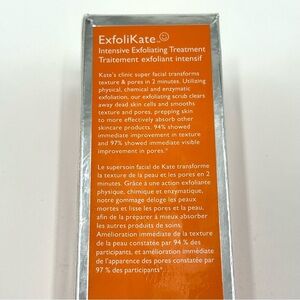 ExfoliKate
Intensive Exfoliating Treatment
Traitement exfoliant intensif
Kate's clinic super facial transforms
texture & pores in 2 minutes. Utilizing
physical, chemical and enzymatic
exfoliation, our exfoliating scrub clears
away dead skin cells and smooths
texture and pores, prepping skin
to more effectively absorb other
skincare products. 94% showed
immediate improvement in texture
and 97% showed immediate visible
improvement in pores.*
Le supersoin facial de Kate transforme
la texture de la peau et les pores en 2
minutes. Grâce à une action exfoliante
physique, chimique et enzymatique,
notre gommage déloge les peaux
mortes et lisse les pores et la peau,
afin de la préparer à mieux absorber
les autres produits de soins.
Amélioration immédiate de la texture
de la peau constatée par 94 % des
participants, et amélioration immédiate
de l'apparence des pores constatée par
97 % des participants*.